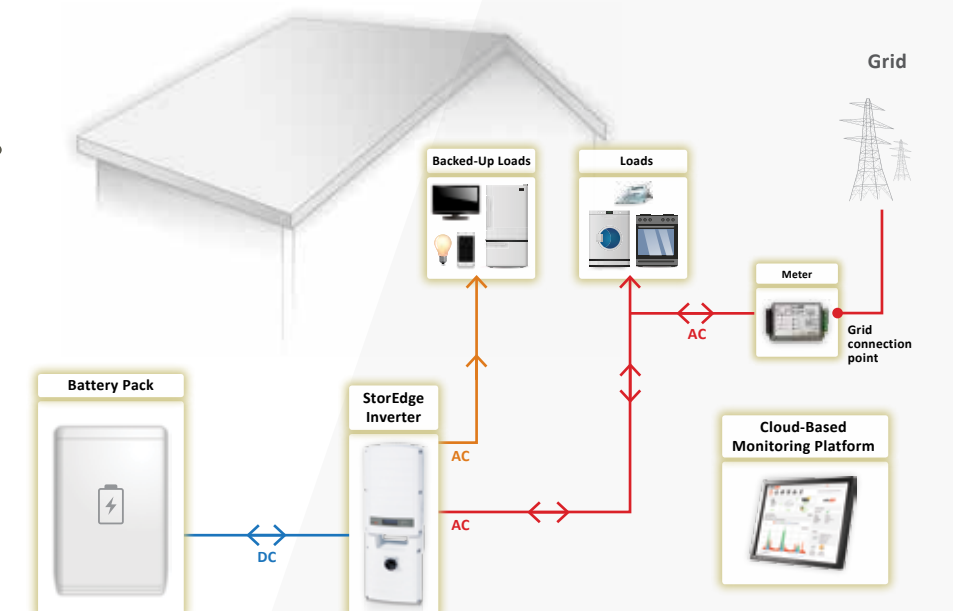 Grid
Backed-Up Loads
Loads
Meter
AC
Grid
connection
point
Battery Pack
StorEdge
Inverter
AC
Cloud-Based
Monitoring Platform
AC
DC